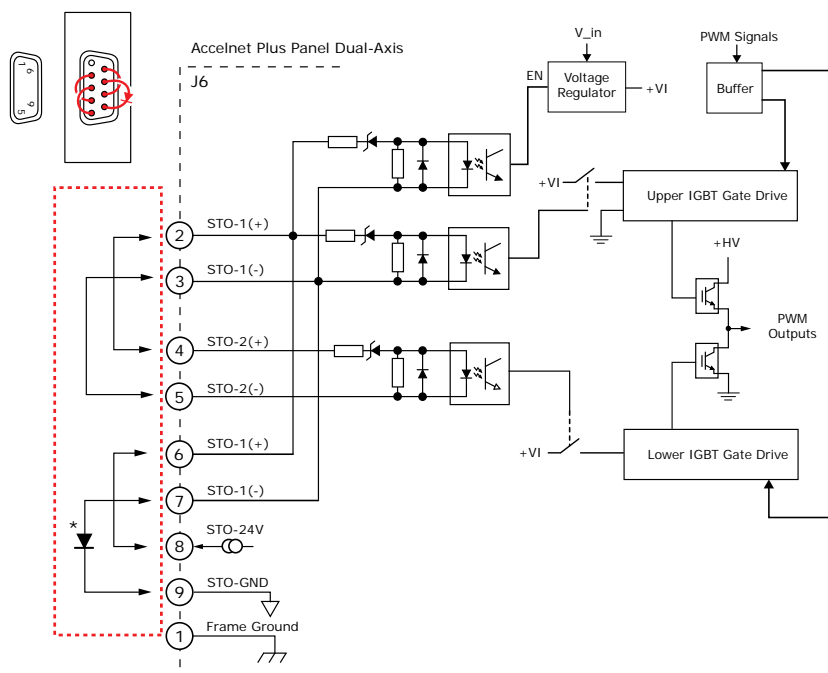 Accelnet Plus Panel Dual-Axis
J6
1
6
9
5
V_in
PWM Signals
EN
Voltage
Regulator
+VI
Buffer
+VI
Upper IGBT Gate Drive
+HV
PWM
Outputs
2
STO-1(+)
3
STO-1(-)
4
STO-2(+)
5
STO-2(-)
6
STO-1(+)
+VI
Lower IGBT Gate Drive
7
STO-1(-)
*
8
STO-24V
9
STO-GND
1
Frame Ground